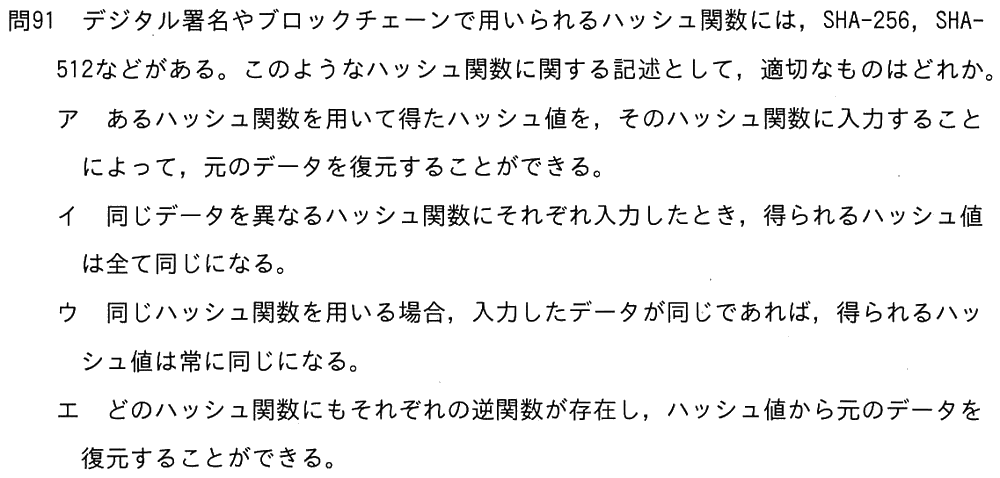 問91　デジタル署名やブロックチェーンで用いられるハッシュ関数には，SHA-256，SHA-
512などがある。このようなハッシュ関数に関する記述として，適切なものはどれか。
ア　あるハッシュ関数を用いて得たハッシュ値を，そのハッシュ関数に入力すること
によって，元のデータを復元することができる。
イ　同じデータを異なるハッシュ関数にそれぞれ入力したとき，得られるハッシュ値
は全て同じになる。
ウ　同じハッシュ関数を用いる場合，入力したデータが同じであれば，得られるハッ
シュ値は常に同じになる。
エ　どのハッシュ関数にもそれぞれの逆関数が存在し，ハッシュ値から元のデータを
復元することができる。